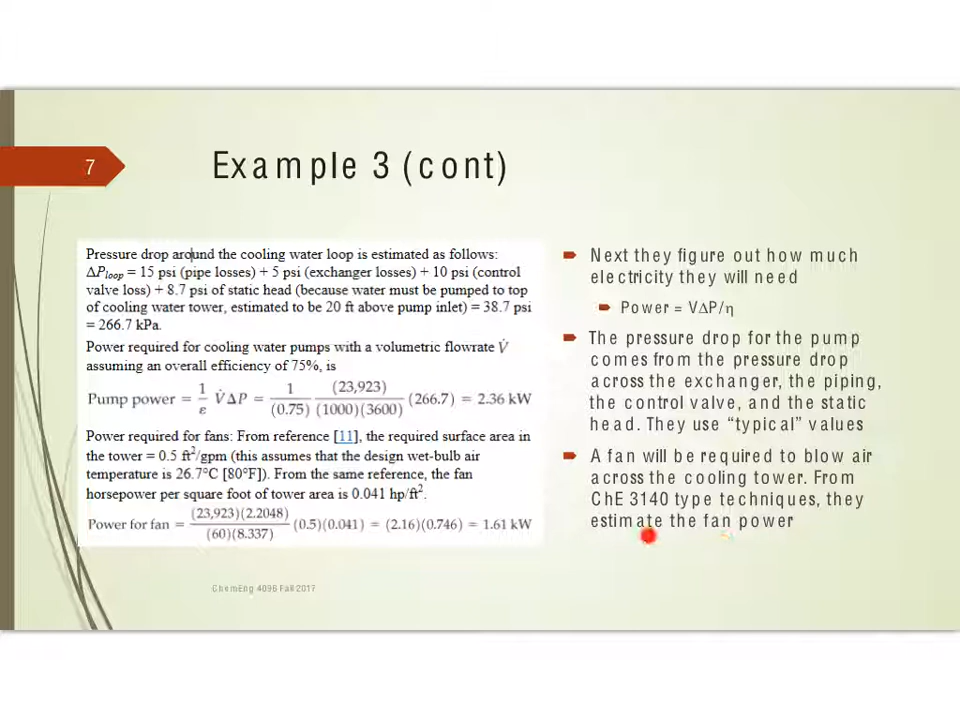 7
Example 3 (cont)
Pressure drop around the cooling water loop is estimated as follows:
ΔPloop = 15 psi (pipe losses) + 5 psi (exchanger losses) + 10 psi (control
valve loss) + 8.7 psi of static head (because water must be pumped to top
of cooling water tower, estimated to be 20 ft above pump inlet) = 38.7 psi
= 266.7 kPa.
Power required for cooling water pumps with a volumetric flowrate V̇
assuming an overall efficiency of 75%, is
Pump power = 1/ε V̇ΔP = 1/(0.75) (23,923)/(1000)(3600) (266.7) = 2.36 kW
Power required for fans: From reference [11], the required surface area in
the tower = 0.5 ft²/gpm (this assumes that the design wet-bulb air
temperature is 26.7°C [80°F]). From the same reference, the fan
horsepower per square foot of tower area is 0.041 hp/ft².
Power for fan = (23,923)(2.2048)/(60)(8.337) (0.5)(0.041) = (2.16)(0.746) = 1.61 kW
Next they figure out how much
electricity they will need
Power = VΔP/η
The pressure drop for the pump
comes from the pressure drop
across the exchanger, the piping,
the control valve, and the static
head. They use “typical” values
A fan will be required to blow air
across the cooling tower. From
ChE 3140 type techniques, they
estimate the fan power
ChemEng 4096 Fall 2017